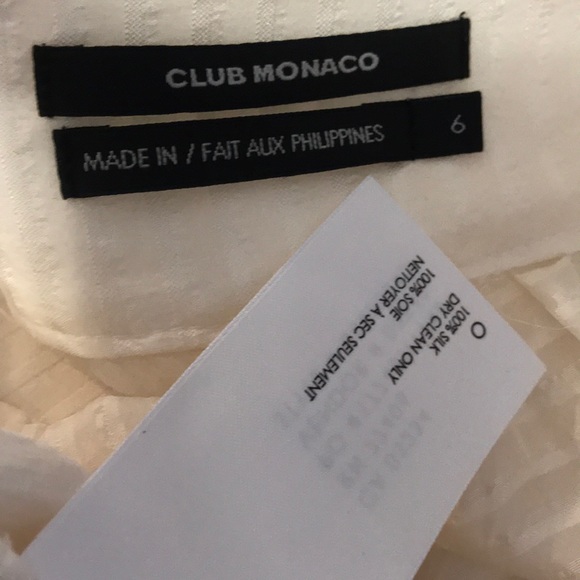 CLUB MONACO
MADE IN / FAIT AUX PHILIPPINES
6
100% SILK
DRY CLEAN ONLY
100% SOIE
NETTOYER À SEC SEULEMENT